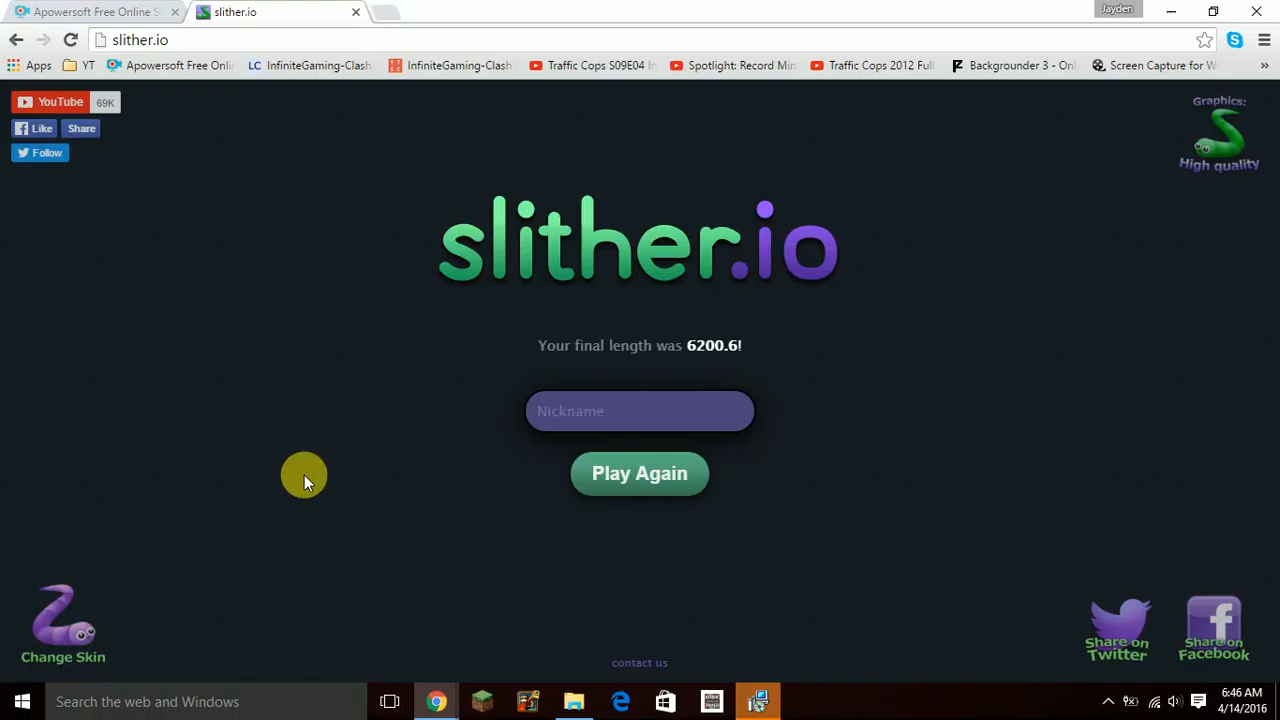 Apowersoft Free Online S
slither.io
Jayden
slither.io
Apps
YT
Apowersoft Free Onli
LC InfiniteGaming-Clash
InfiniteGaming-Clash
Traffic Cops S09E04 In
Spotlight: Record Min
Traffic Cops 2012 Full
Backgrounder 3 - Onl
Screen Capture for W
YouTube 69K
Like Share
Follow
Graphics:
High quality
slither.io
Your final length was 6200.6!
Nickname
Play Again
Change Skin
Share on
Twitter
Share on
Facebook
contact us
Search the web and Windows
6:46 AM
4/14/2016